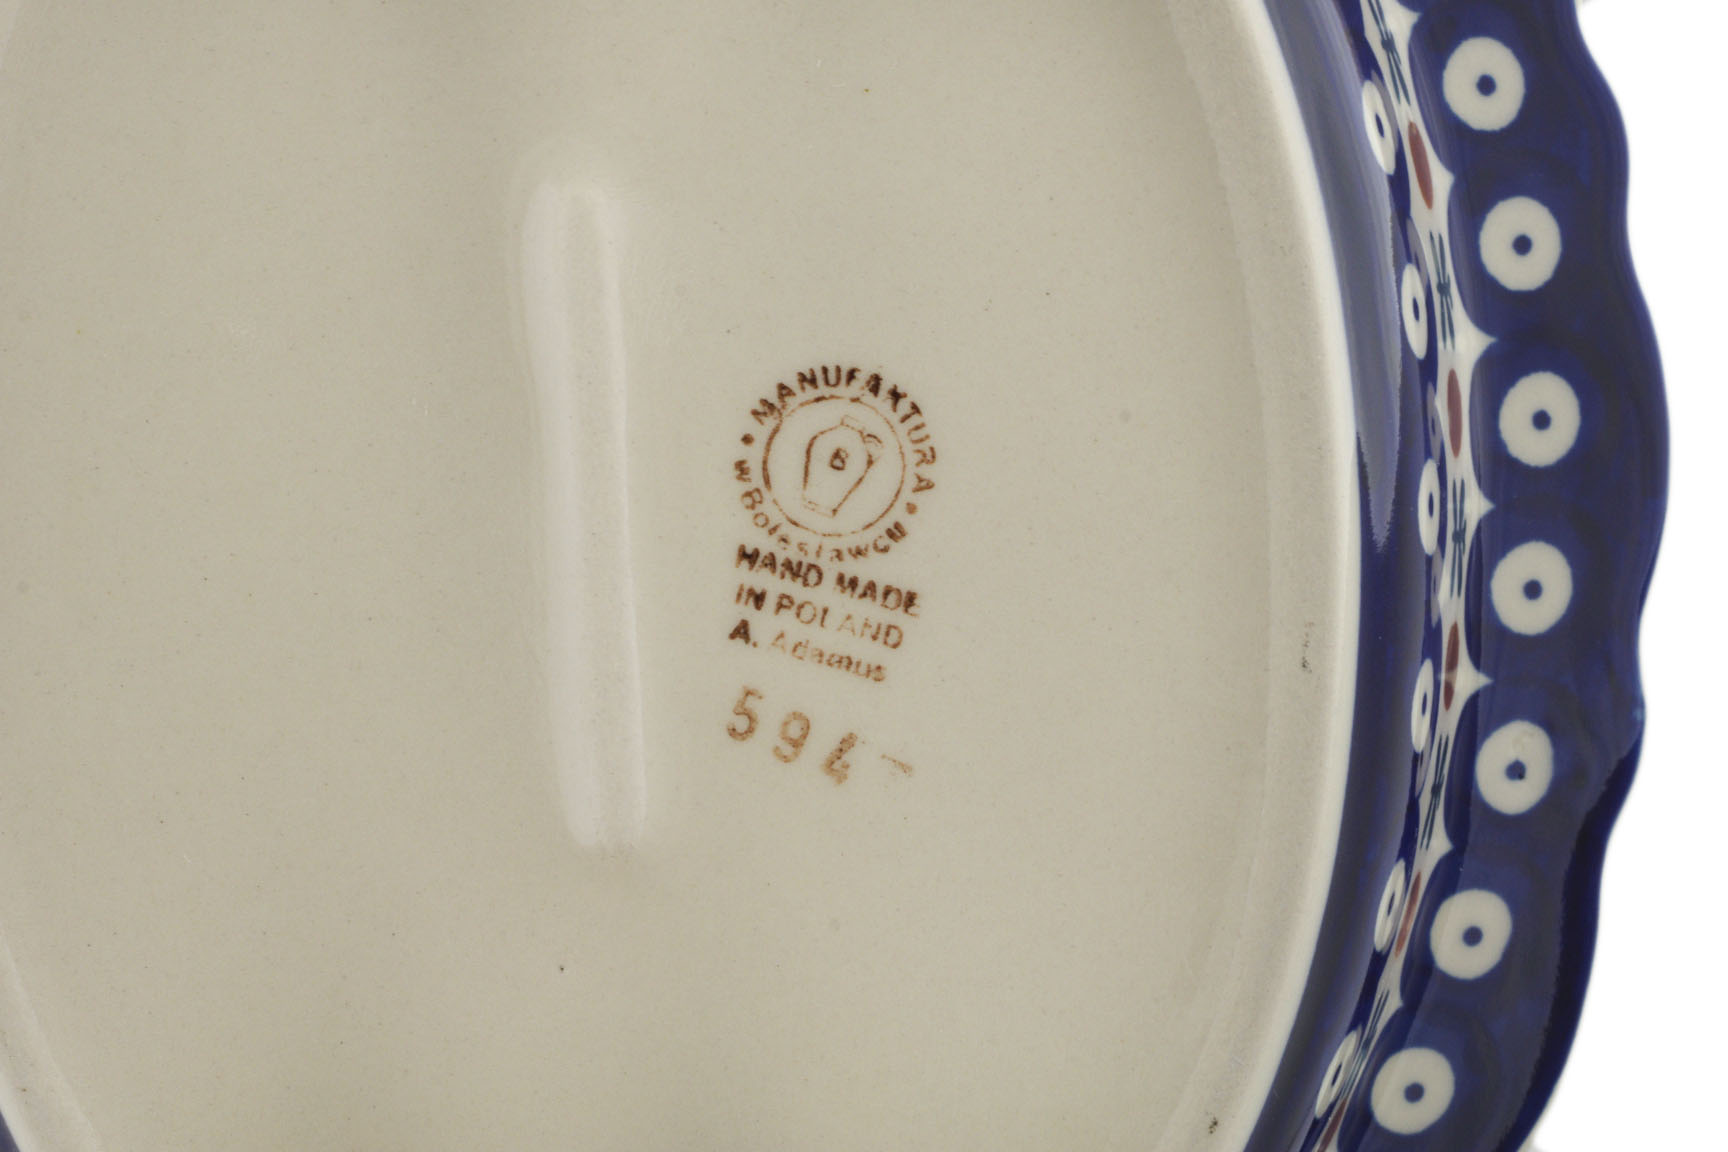 MANUFAKTURA
w Bolesławcu
B
HAND MADE
IN POLAND
A. Adamus
594